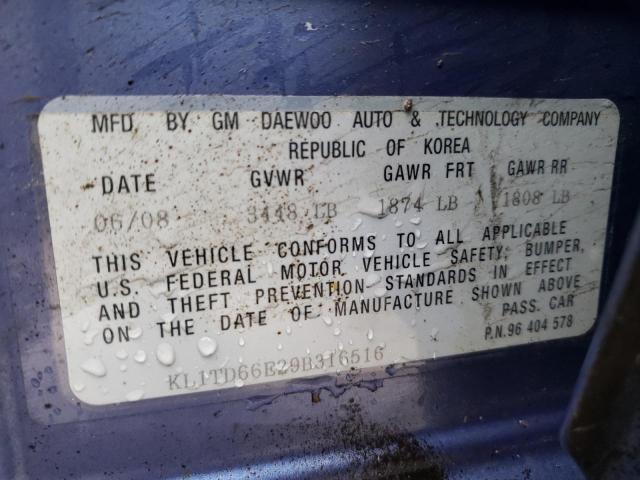 MFD. BY GM DAEWOO AUTO & TECHNOLOGY COMPANY
REPUBLIC OF KOREA
DATE GVWR GAWR FRT GAWR RR
06/08 3448 LB 1874 LB 1808 LB
THIS VEHICLE CONFORMS TO ALL APPLICABLE
U.S. FEDERAL MOTOR VEHICLE SAFETY, BUMPER,
AND THEFT PREVENTION STANDARDS IN EFFECT
ON THE DATE OF MANUFACTURE SHOWN ABOVE
PASS. CAR
KL1TD66E29B316516 P.N.96 404 578